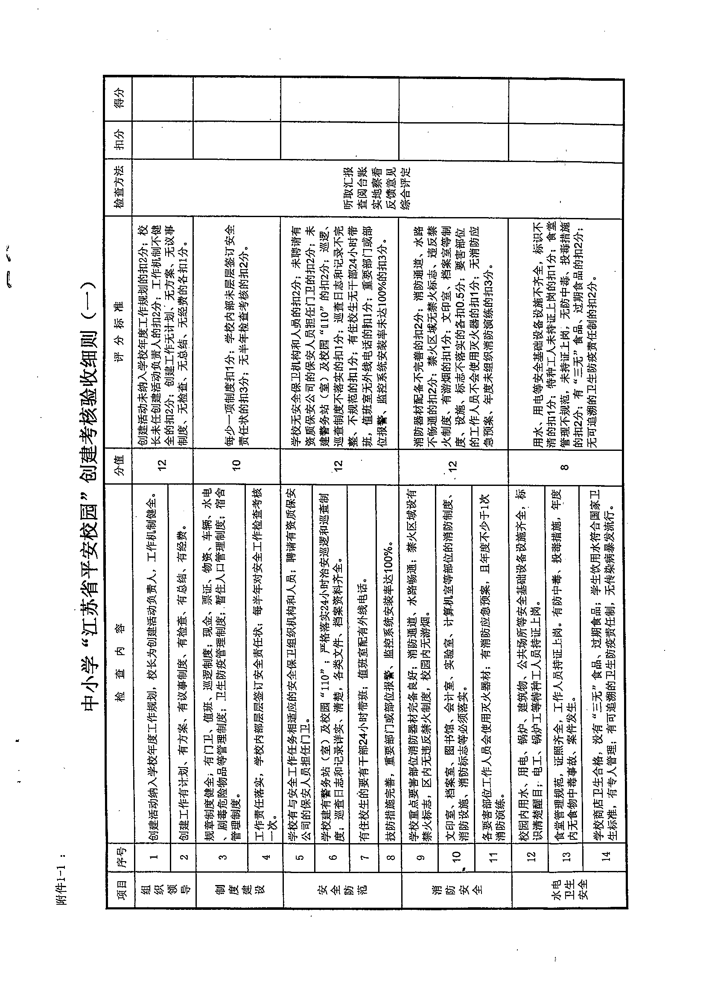 附件1-1：
中小学“江苏省平安校园”创建考核验收细则（一）
项目
序号
检 查 内 容
分值
评 分 标 准
检查方法
扣分
得分
组
织
领
导
1
创建活动纳入学校年度工作规划，校长为创建活动负责人，工作机制健全。
2
创建工作有计划、有方案、有议事制度、有检查、有总结、有经费。
12
创建活动未纳入学校年度工作规划的扣2分；校
长未任创建活动负责人的扣2分；工作机制不健
全的扣2分；创建工作无计划、无方案、无议事
制度、无检查、无总结、无经费的各扣1分。
制
度
建
设
3
规章制度健全；有门卫、值班、巡逻制度；现金、票证、物资、车辆、水电
、剧毒危险物品等管理制度；卫生防疫管理制度；暂住人口管理制度；宿舍
管理制度。
4
工作责任落实，学校内部层层签订安全责任状；每半年对安全工作检查考核
一次。
10
每少一项制度扣1分；学校内部未层层签订安全
责任状的扣3分；无半年检查考核的扣2分。
安
全
防
范
5
学校有与安全工作任务相适应的安全保卫组织机构和人员；聘请有资质保安
公司的保安人员担任门卫。
6
学校建有警务站（室）及校园“110”；严格落实24小时治安巡逻和巡查制
度；巡查日志和记录详实、清楚，各类文件、档案资料齐全。
7
有住校生的要有干部24小时带班；值班室配有外线电话。
8
技防措施完善，重要部门或部位报警、监控系统安装率达100%。
12
学校无安全保卫机构和人员的扣2分；未聘请有
资质保安公司的保安人员担任门卫的扣2分；未
建警务站（室）及校园“110”的扣2分；巡逻、
巡查制度不落实的扣1分；巡查日志和记录不完
整、不规范的扣1分；有住校生无干部24小时带
班，值班室无外线电话的扣1分；重要部门或部
位报警、监控系统安装率未达100%的扣3分。
消
防
安
全
9
学校重点要害部位消防器材完备良好；消防通道、水路畅通；禁火区域设有
禁火标志，区内无违反禁火制度，校园内无游烟。
10
文印室、档案室、图书馆、会计室、实验室、计算机室等部位的消防制度、
消防设施、消防标志等必须落实。
11
各要害部位工作人员会使用灭火器材；有消防应急预案，且年度不少于1次
消防演练。
12
消防器材配备不完善的扣2分；消防通道、水路
不畅通的扣2分；禁火区域无禁火标志、违反禁
火制度、有游烟的扣1分；文印室、档案室等制
度、设施、标志不落实的各扣0.5分；要害部位
的工作人员不会使用灭火器的扣1分；无消防应
急预案、年度未组织消防演练的扣3分。
水电
卫生
安全
12
校园内用水、用电、锅炉、建筑物、公共场所等安全基础设备设施齐全，标
识清楚醒目；电工、锅炉工等特种工人员持证上岗。
13
食堂管理规范，证照齐全，工作人员持证上岗。有防中毒、投毒措施，年度
内无食物中毒事故、案件发生。
14
学校商店卫生合格，没有“三无”食品、过期食品；学生饮用水符合国家卫
生标准，有专人管理；有可追溯的卫生防疫责任制，无传染病暴发流行。
8
用水、用电等安全基础设备设施不齐全，标识不
清的扣1分；特种工人未持证上岗的扣1分；食堂
管理不规范，未持证上岗，无防中毒、投毒措施
的扣2分；有“三无”食品、过期食品的扣2分；
无可追溯的卫生防疫责任制的扣2分。
听取汇报
查阅台账
实地察看
反馈意见
综合评定